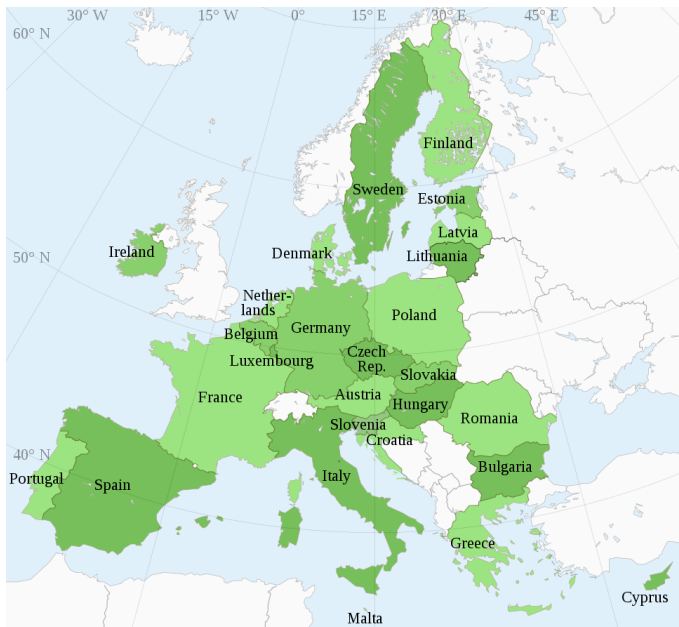 30° W
15° W
0°
15° E
30° E
45° E
60° N
Finland
Sweden
Estonia
Latvia
Ireland
Denmark
Lithuania
50° N
Nether-
lands
Poland
Germany
Belgium
Czech
Rep.
Luxembourg
Slovakia
Austria
France
Hungary
Romania
Slovenia
Croatia
40° N
Bulgaria
Italy
Portugal
Spain
Greece
Cyprus
Malta